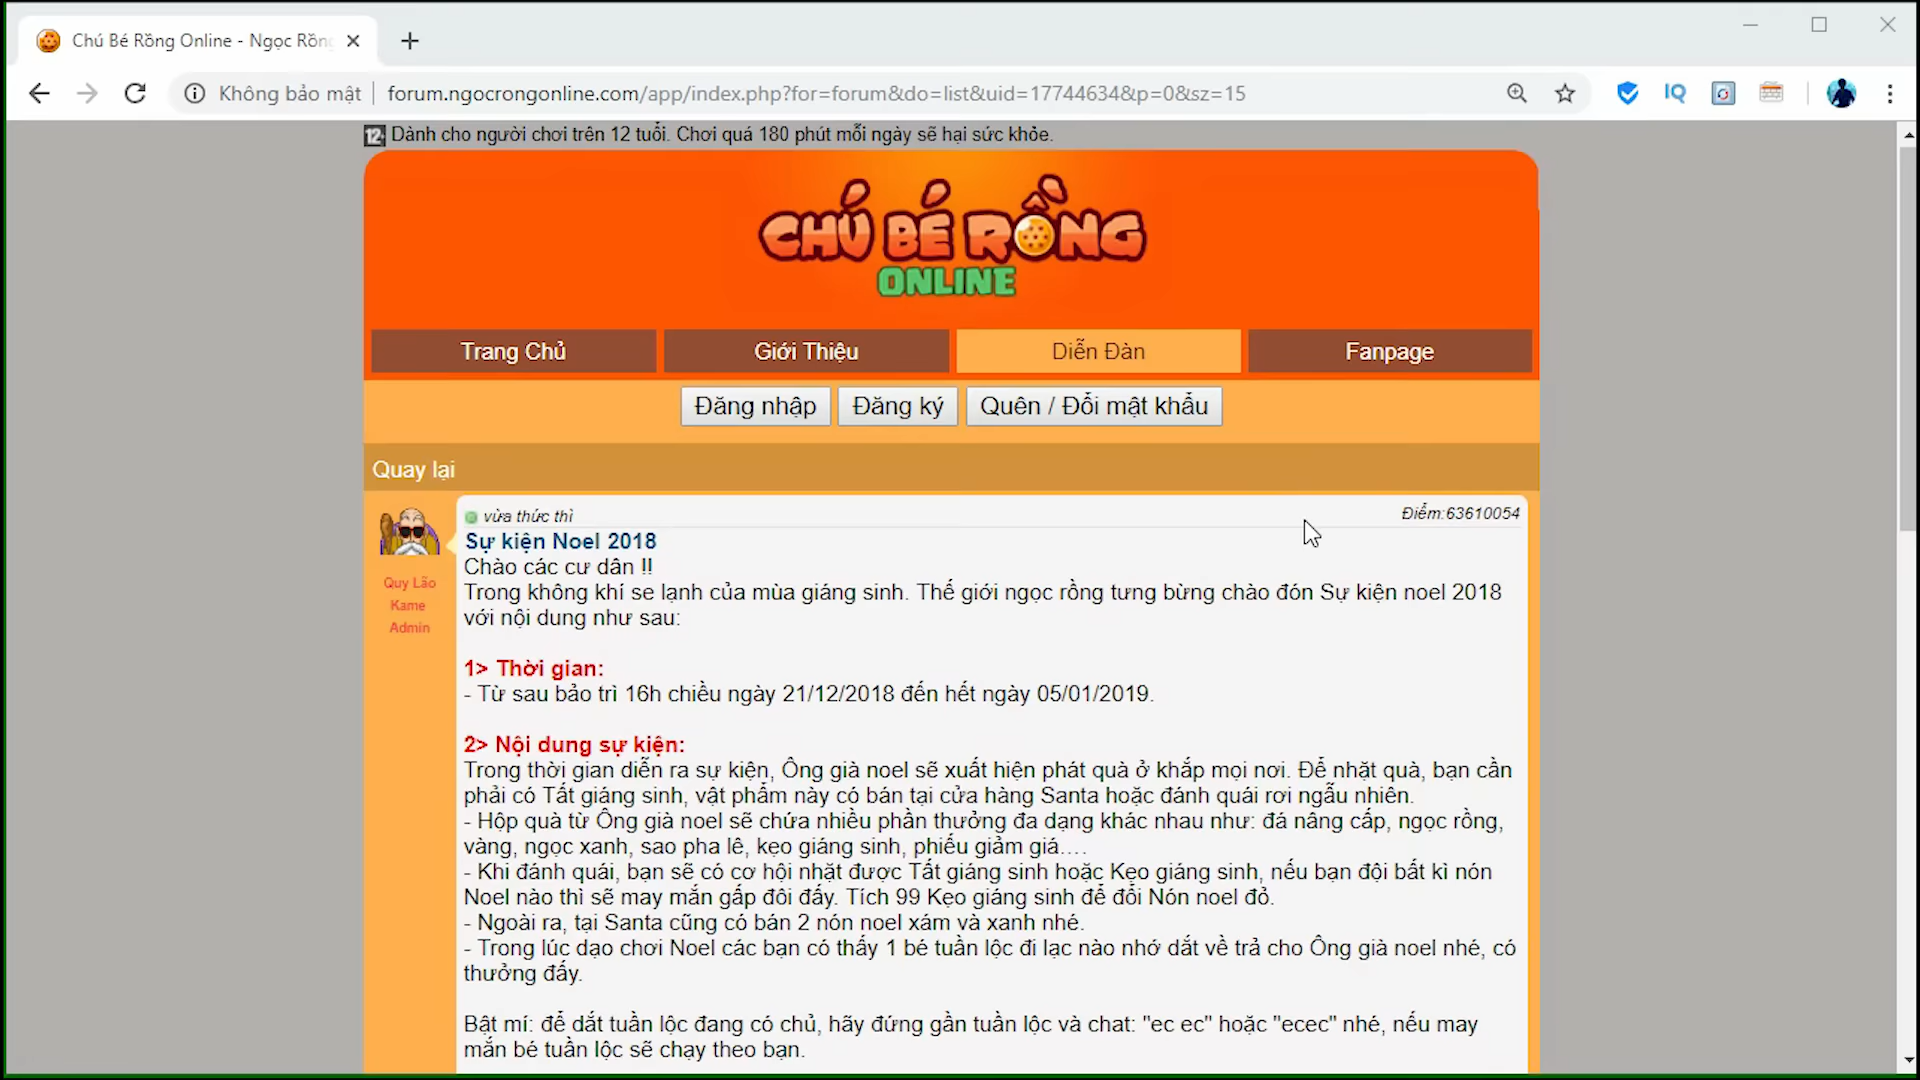 Chú Bé Rồng Online - Ngọc Rồng
Không bảo mật | forum.ngocrongonline.com/app/index.php?for=forum&do=list&uid=17744634&p=0&sz=15
IQ
12 Dành cho người chơi trên 12 tuổi. Chơi quá 180 phút mỗi ngày sẽ hại sức khỏe.
CHÚ BÉ RỒNG
ONLINE
Trang Chủ Giới Thiệu Diễn Đàn Fanpage
Đăng nhập Đăng ký Quên / Đổi mật khẩu
Quay lại
vừa thức thì Điểm:63610054
Quy Lão
Kame
Admin
Sự kiện Noel 2018
Chào các cư dân !!
Trong không khí se lạnh của mùa giáng sinh. Thế giới ngọc rồng tưng bừng chào đón Sự kiện noel 2018
với nội dung như sau:
1> Thời gian:
- Từ sau bảo trì 16h chiều ngày 21/12/2018 đến hết ngày 05/01/2019.
2> Nội dung sự kiện:
Trong thời gian diễn ra sự kiện, Ông già noel sẽ xuất hiện phát quà ở khắp mọi nơi. Để nhặt quà, bạn cần
phải có Tất giáng sinh, vật phẩm này có bán tại cửa hàng Santa hoặc đánh quái rơi ngẫu nhiên.
- Hộp quà từ Ông già noel sẽ chứa nhiều phần thưởng đa dạng khác nhau như: đá nâng cấp, ngọc rồng,
vàng, ngọc xanh, sao pha lê, kẹo giáng sinh, phiếu giảm giá....
- Khi đánh quái, bạn sẽ có cơ hội nhặt được Tất giáng sinh hoặc Kẹo giáng sinh, nếu bạn đội bất kì nón
Noel nào thì sẽ may mắn gấp đôi đấy. Tích 99 Kẹo giáng sinh để đổi Nón noel đỏ.
- Ngoài ra, tại Santa cũng có bán 2 nón noel xám và xanh nhé.
- Trong lúc dạo chơi Noel các bạn có thấy 1 bé tuần lộc đi lạc nào nhớ dắt về trả cho Ông già noel nhé, có
thưởng đấy.
Bật mí: để dắt tuần lộc đang có chủ, hãy đứng gần tuần lộc và chat: "ec ec" hoặc "ecec" nhé, nếu may
mắn bé tuần lộc sẽ chạy theo bạn.